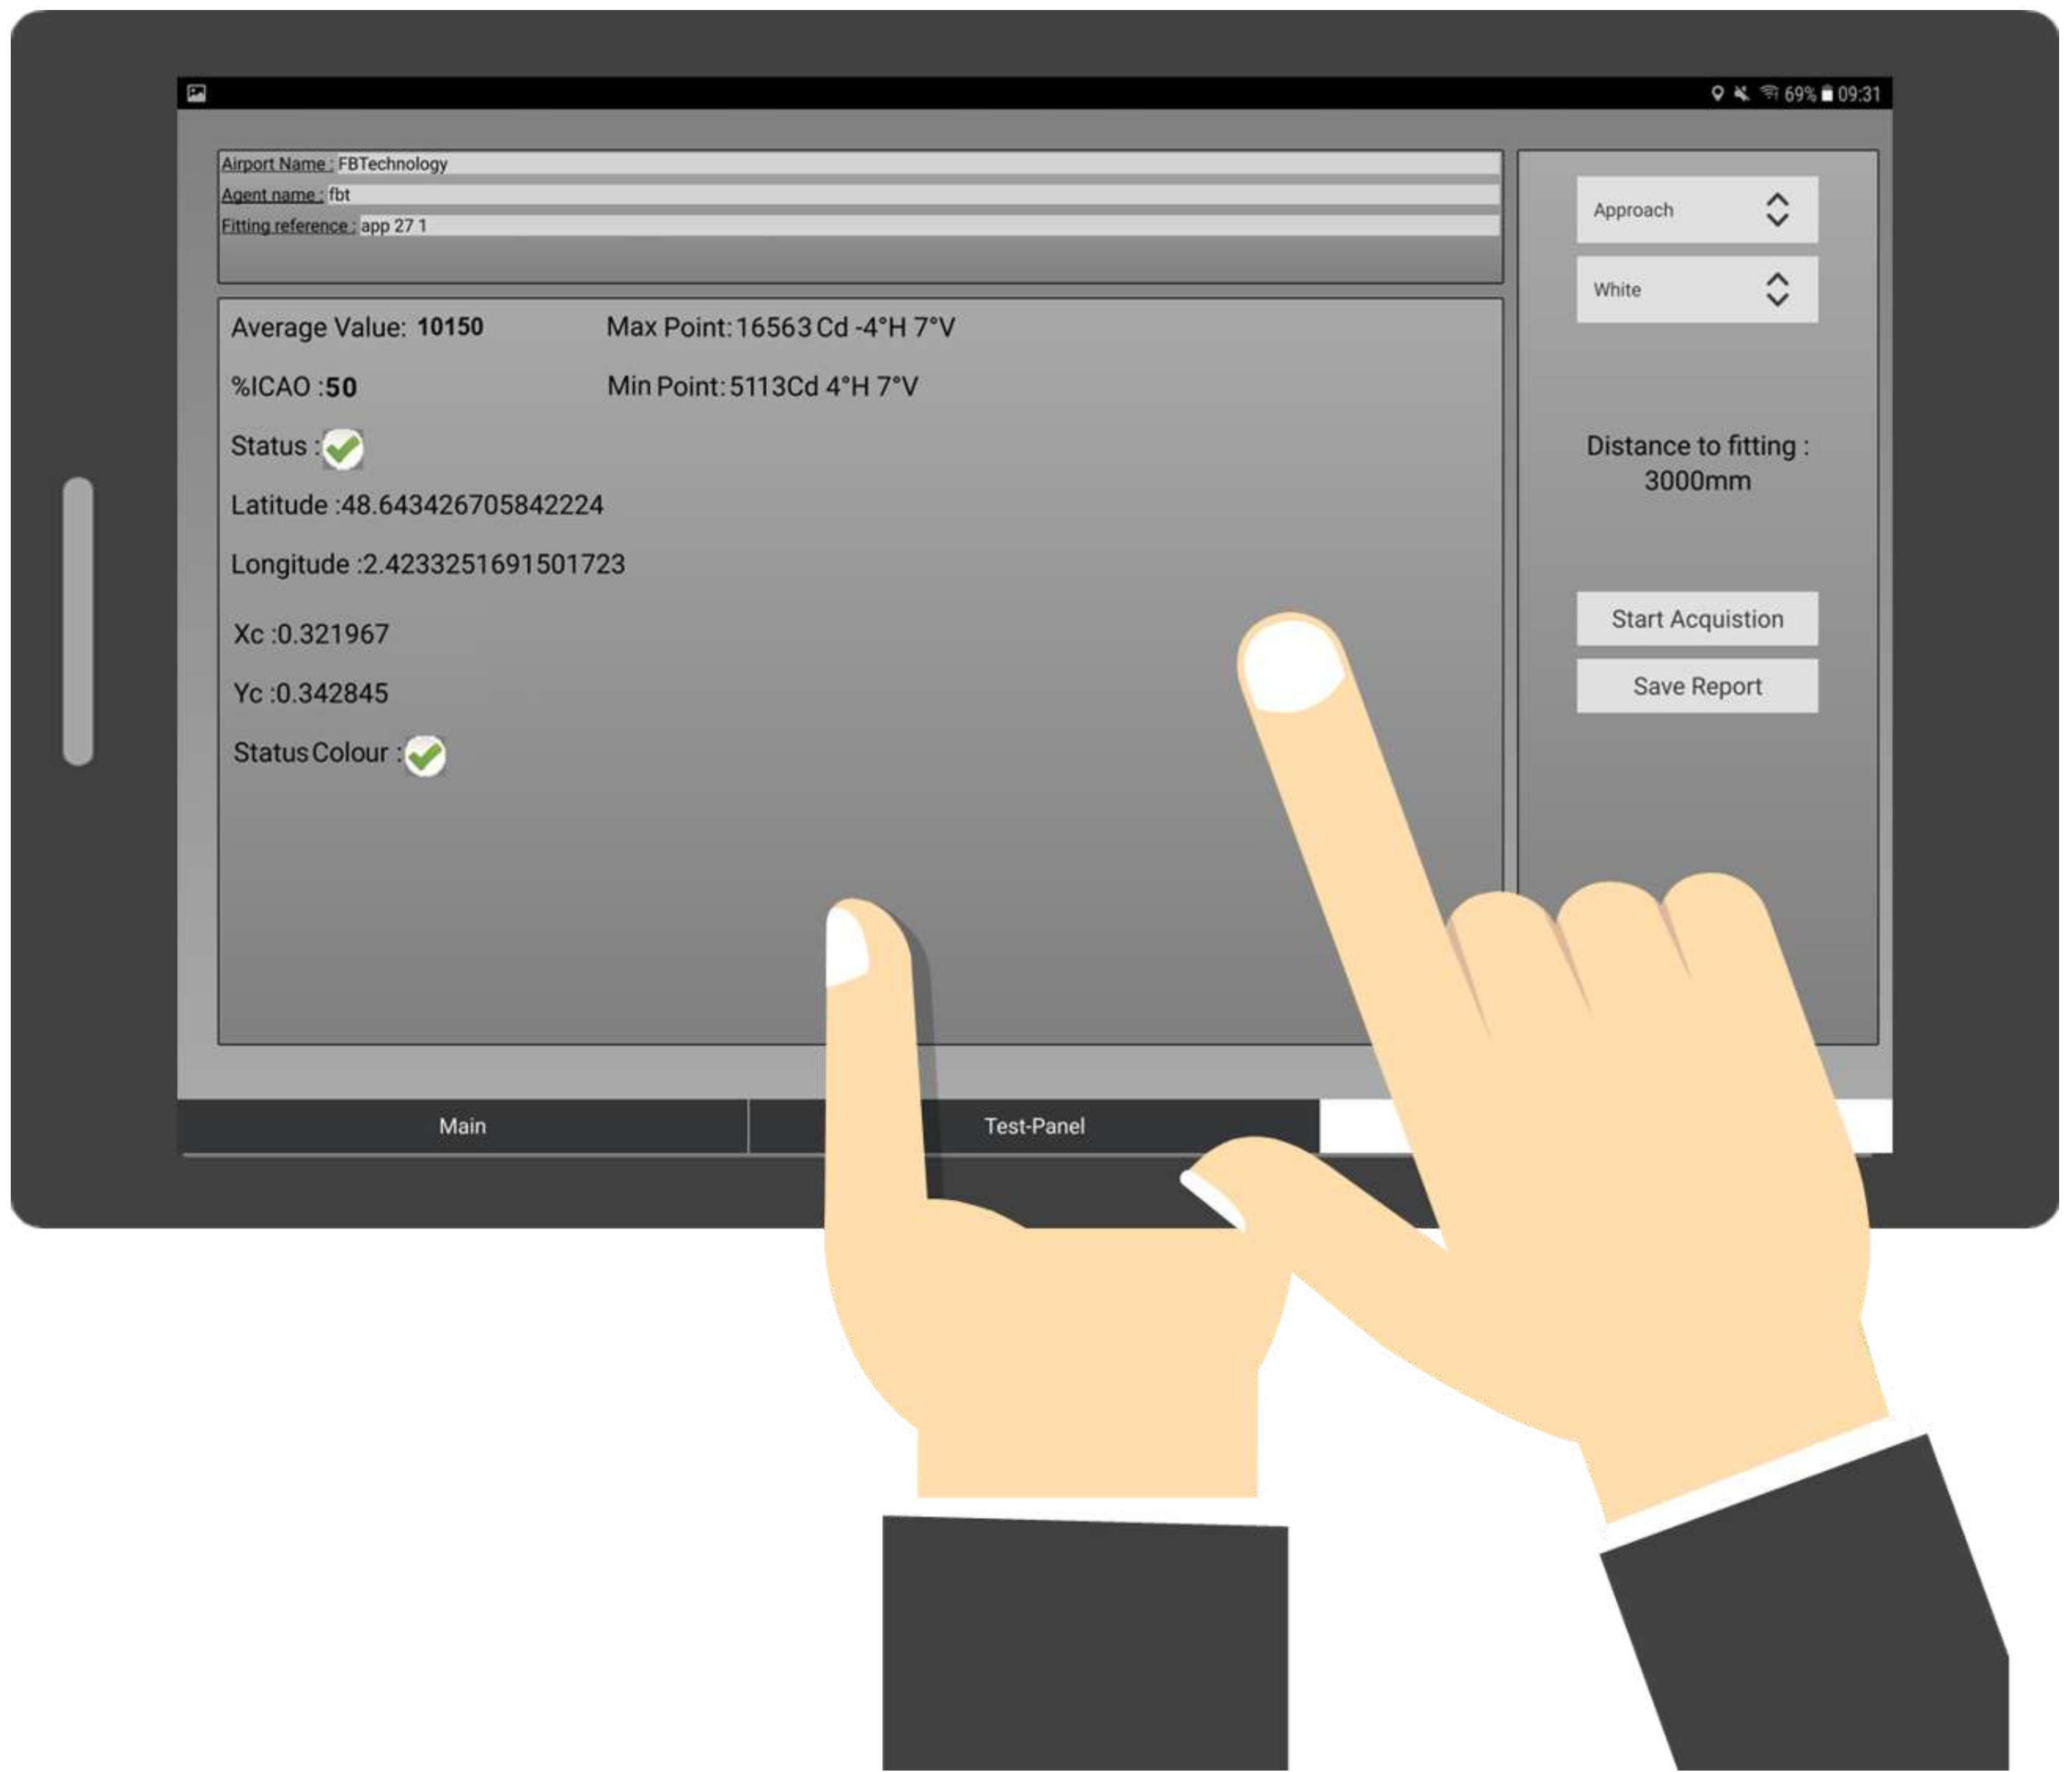 69% 09:31
Airport Name : FBTechnology
Agent name : fbt
Fitting reference : app 27 1
Approach
White
Average Value: 10150 Max Point: 16563 Cd -4°H 7°V
%ICAO :50 Min Point: 5113Cd 4°H 7°V
Status :
Latitude :48.643426705842224
Longitude :2.4233251691501723
Xc :0.321967
Yc :0.342845
Status Colour :
Distance to fitting :
3000mm
Start Acquistion
Save Report
Main Test-Panel